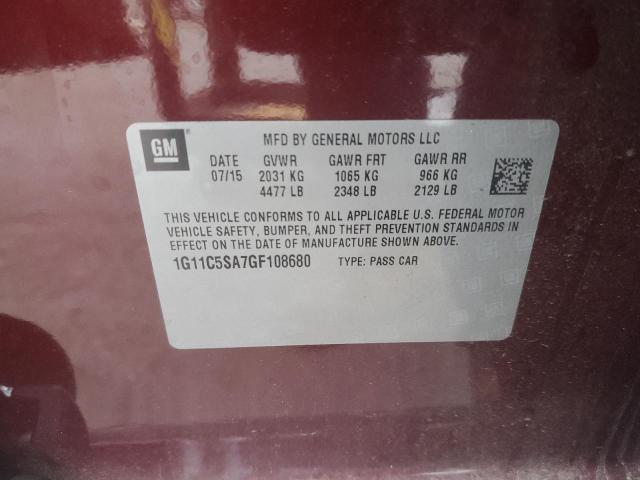 GM
MFD BY GENERAL MOTORS LLC
DATE GVWR GAWR FRT GAWR RR
07/15 2031 KG 1065 KG 966 KG
4477 LB 2348 LB 2129 LB
THIS VEHICLE CONFORMS TO ALL APPLICABLE U.S. FEDERAL MOTOR
VEHICLE SAFETY, BUMPER, AND THEFT PREVENTION STANDARDS IN
EFFECT ON THE DATE OF MANUFACTURE SHOWN ABOVE.
1G11C5SA7GF108680 TYPE: PASS CAR